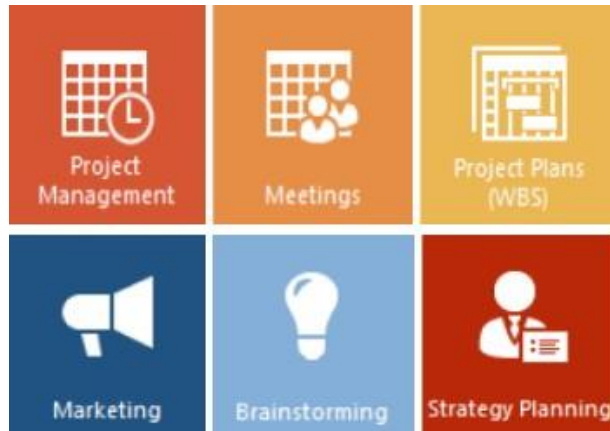 Project
Management
Meetings
Project Plans
(WBS)
Marketing
Brainstorming
Strategy Planning